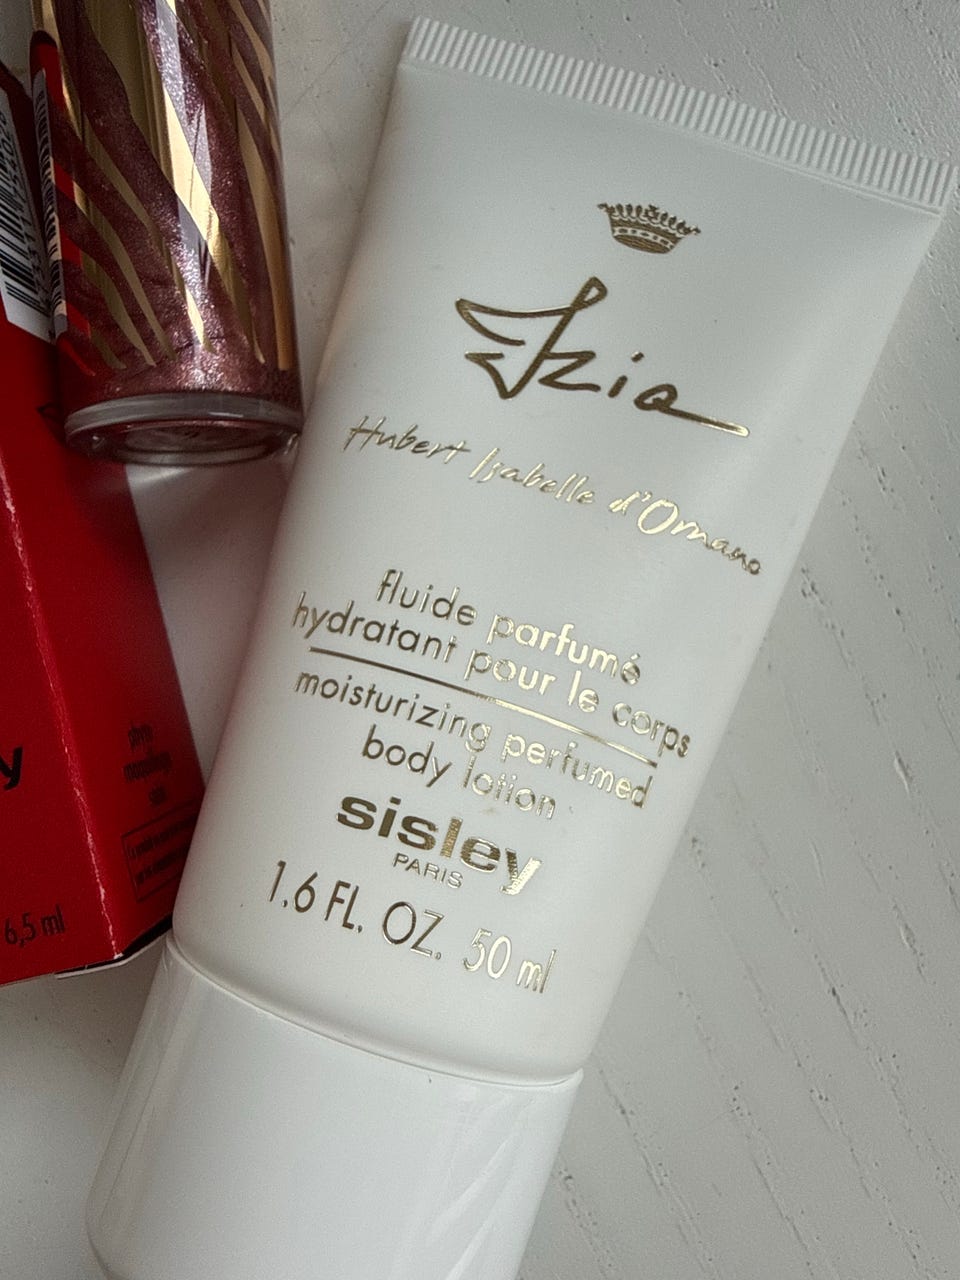 Izia
Hubert Isabelle d'Ornano
fluide parfumé
hydratant pour le corps
moisturizing perfumed
body lotion
sisley
PARIS
1.6 FL. OZ. 50 ml
y
phyto
6,5 ml